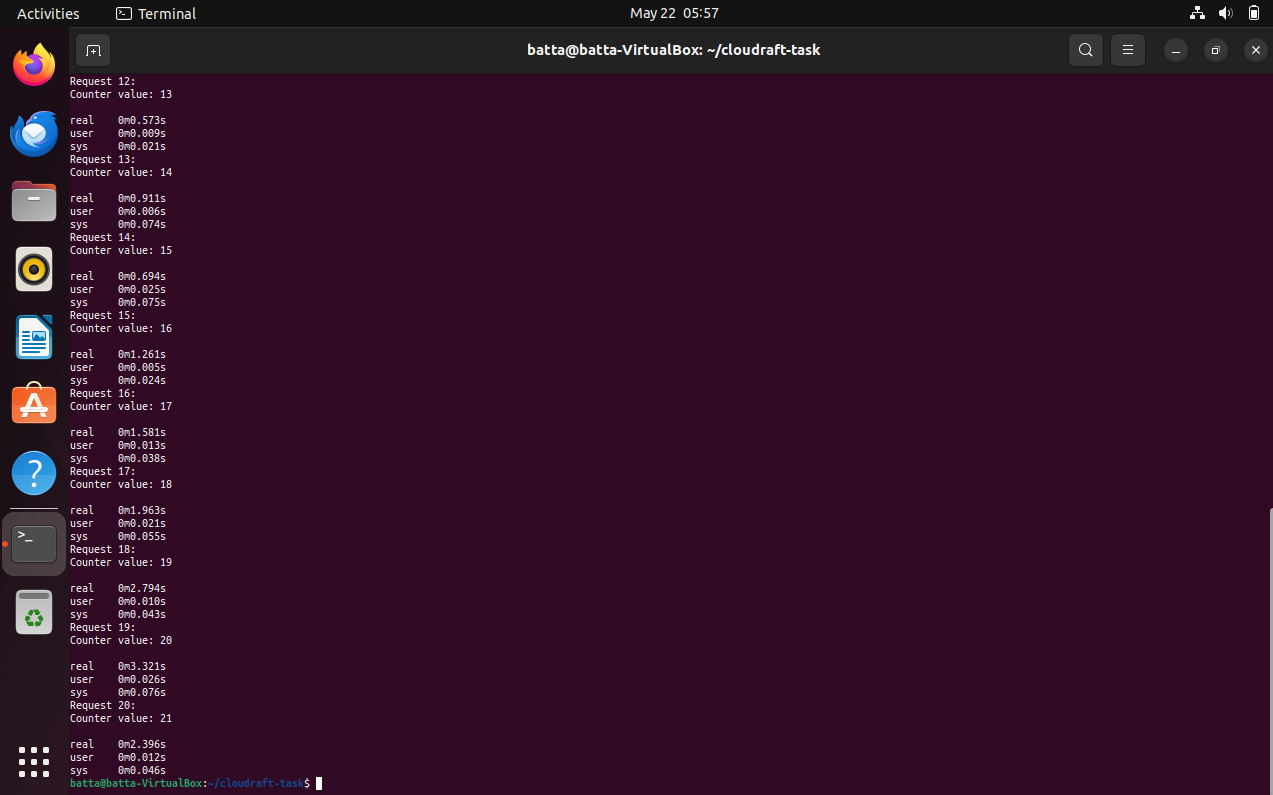 Activities
Terminal
May 22 05:57
batta@batta-VirtualBox: ~/cloudraft-task
Request 12:
Counter value: 13
real 0m0.573s
user 0m0.009s
sys 0m0.021s
Request 13:
Counter value: 14
real 0m0.911s
user 0m0.006s
sys 0m0.074s
Request 14:
Counter value: 15
real 0m0.694s
user 0m0.025s
sys 0m0.075s
Request 15:
Counter value: 16
real 0m1.261s
user 0m0.005s
sys 0m0.024s
Request 16:
Counter value: 17
real 0m1.581s
user 0m0.013s
sys 0m0.038s
Request 17:
Counter value: 18
real 0m1.963s
user 0m0.021s
sys 0m0.055s
Request 18:
Counter value: 19
real 0m2.794s
user 0m0.010s
sys 0m0.043s
Request 19:
Counter value: 20
real 0m3.321s
user 0m0.026s
sys 0m0.076s
Request 20:
Counter value: 21
real 0m2.396s
user 0m0.012s
sys 0m0.046s
batta@batta-VirtualBox:~/cloudraft-task$